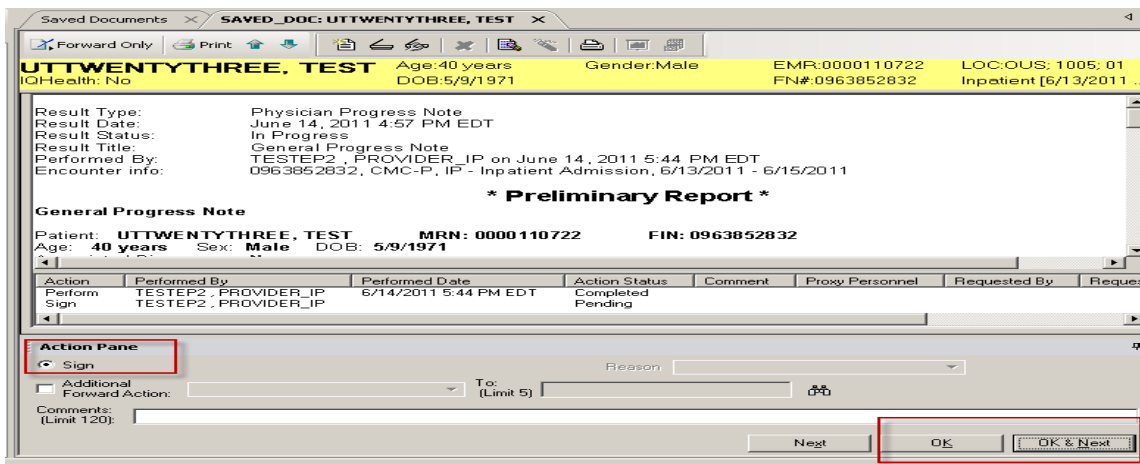 Saved Documents SAVED_DOC: UTTWENTYTHREE, TEST
Forward Only Print
UTTWENTYTHREE, TEST Age:40 years Gender:Male EMR:0000110722 LOC:OUS; 1005; 01
IQHealth: No DOB:5/9/1971 FN#:0963852832 Inpatient [6/13/2011 ..
Result Type: Physician Progress Note
Result Date: June 14, 2011 4:57 PM EDT
Result Status: In Progress
Result Title: General Progress Note
Performed By: TESTEP2 , PROVIDER_IP on June 14, 2011 5:44 PM EDT
Encounter info: 0963852832, CMC-P, IP - Inpatient Admission, 6/13/2011 - 6/15/2011
* Preliminary Report *
General Progress Note
Patient: UTTWENTYTHREE, TEST MRN: 0000110722 FIN: 0963852832
Age: 40 years Sex: Male DOB: 5/9/1971
Action Performed By Performed Date Action Status Comment Proxy Personnel Requested By Reques
Perform TESTEP2 , PROVIDER_IP 6/14/2011 5:44 PM EDT Completed
Sign TESTEP2 , PROVIDER_IP Pending
Action Pane
Sign Reason
Additional
Forward Action: To:
(Limit 5)
Comments:
(Limit 120):
Next OK OK & Next